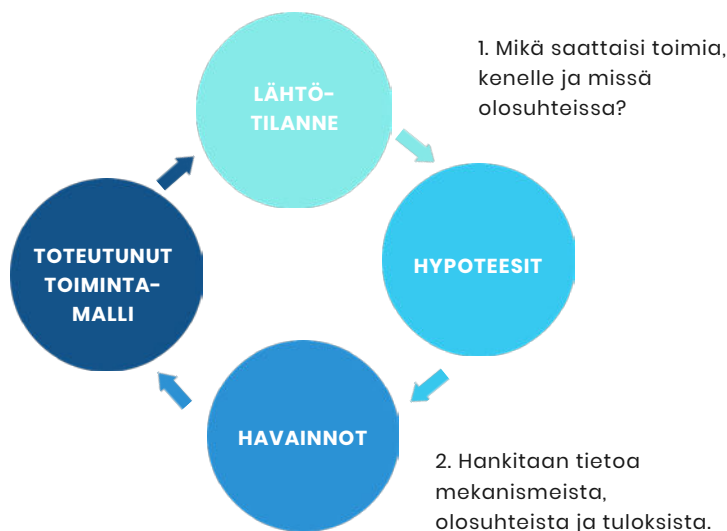 1. Mikä saattaisi toimia,
kenelle ja missä
olosuhteissa?
LÄHTÖ-
TILANNE
HYPOTEESIT
TOTEUTUNUT
TOIMINTA-
MALLI
HAVAINNOT
2. Hankitaan tietoa
mekanismeista,
olosuhteista ja tuloksista.